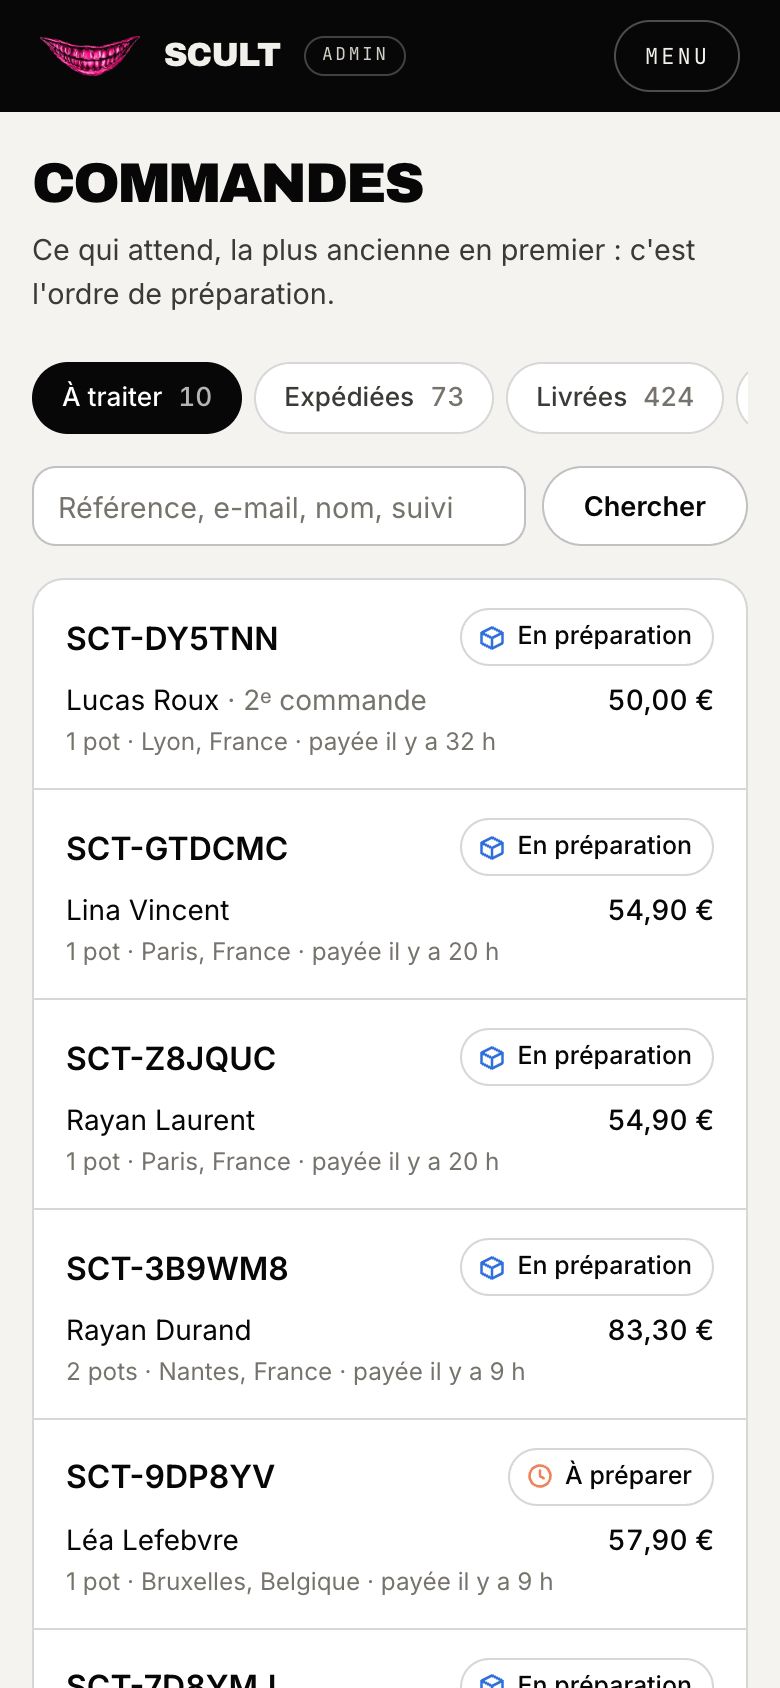 SCULT ADMIN MENU
COMMANDES
Ce qui attend, la plus ancienne en premier : c'est
l'ordre de préparation.
À traiter 10 Expédiées 73 Livrées 424
Référence, e-mail, nom, suivi Chercher
SCT-DY5TNN En préparation
Lucas Roux · 2ᵉ commande 50,00 €
1 pot · Lyon, France · payée il y a 32 h
SCT-GTDCMC En préparation
Lina Vincent 54,90 €
1 pot · Paris, France · payée il y a 20 h
SCT-Z8JQUC En préparation
Rayan Laurent 54,90 €
1 pot · Paris, France · payée il y a 20 h
SCT-3B9WM8 En préparation
Rayan Durand 83,30 €
2 pots · Nantes, France · payée il y a 9 h
SCT-9DP8YV À préparer
Léa Lefebvre 57,90 €
1 pot · Bruxelles, Belgique · payée il y a 9 h
En préparation